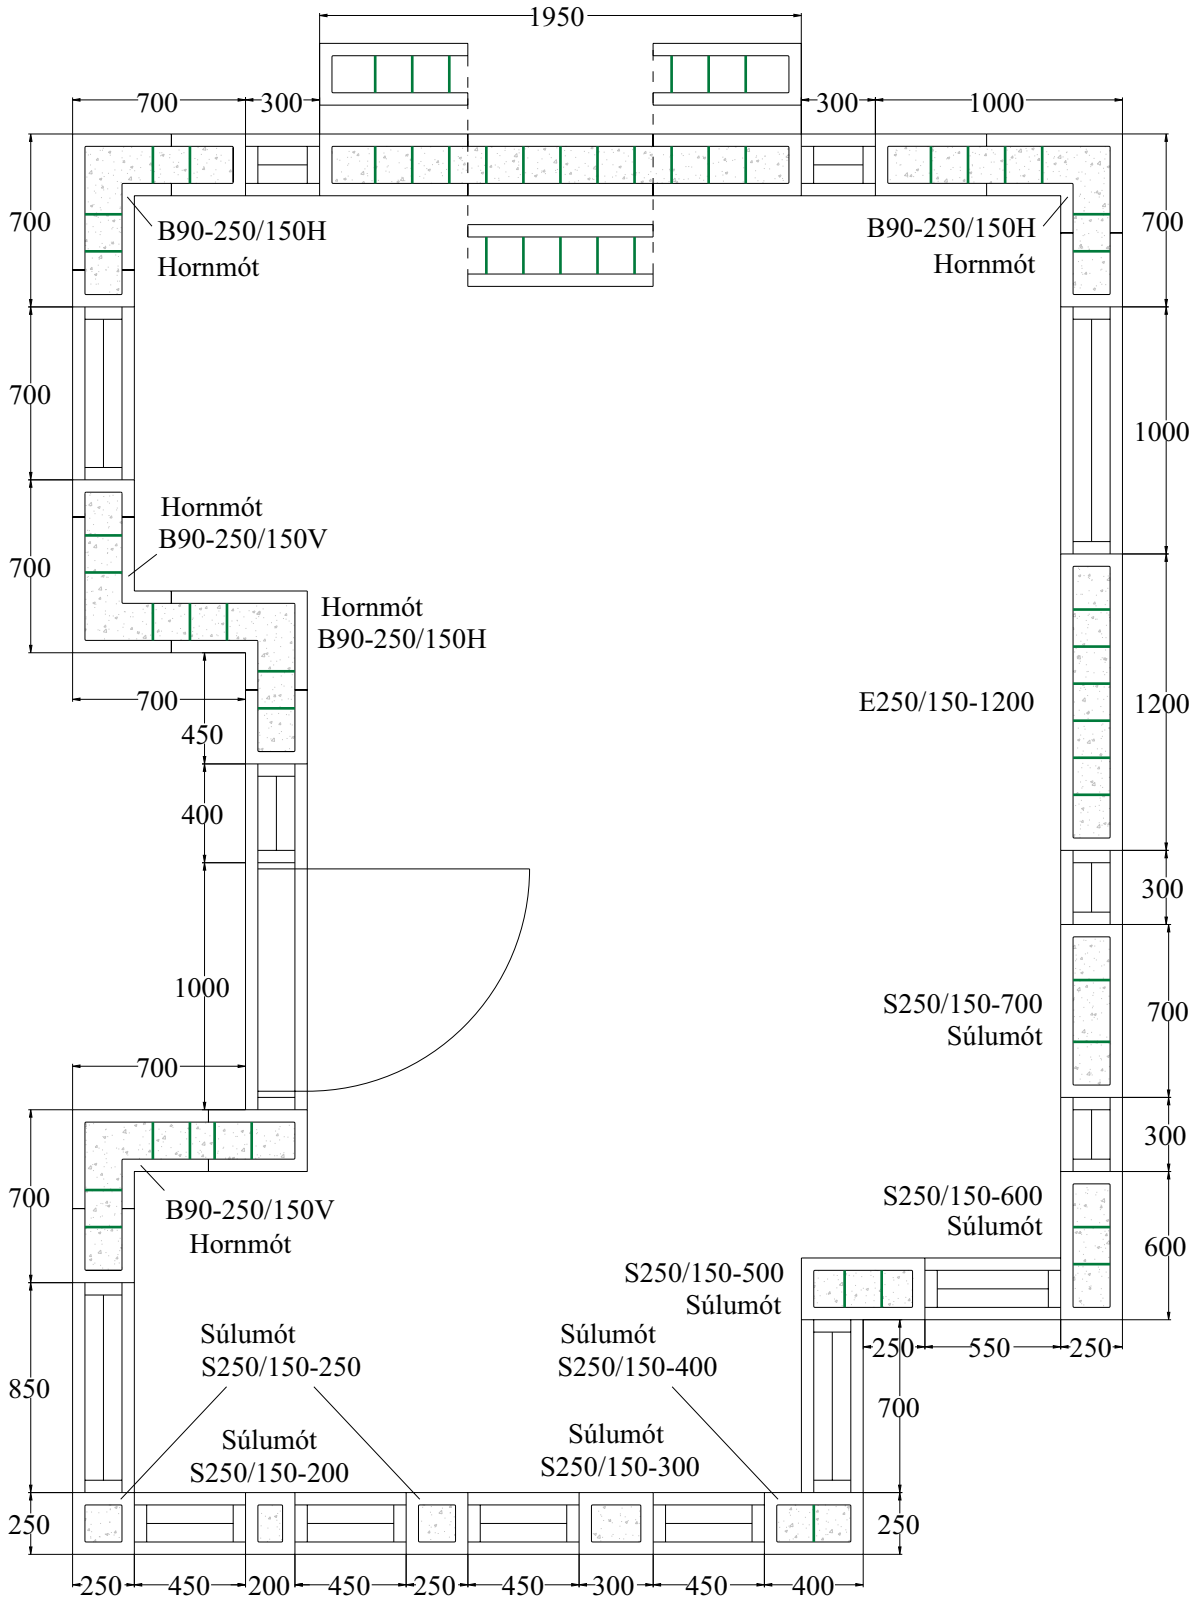 1950
700
300
300
1000
700
B90-250/150H
Hornmót
B90-250/150H
Hornmót
700
700
1000
Hornmót
B90-250/150V
700
Hornmót
B90-250/150H
700
450
E250/150-1200
1200
400
300
1000
S250/150-700
Súlumót
700
700
300
700
B90-250/150V
Hornmót
S250/150-600
Súlumót
600
S250/150-500
Súlumót
250
550
250
850
Súlumót
S250/150-250
Súlumót
S250/150-400
700
Súlumót
S250/150-200
Súlumót
S250/150-300
250
250
250
450
200
450
250
450
300
450
400